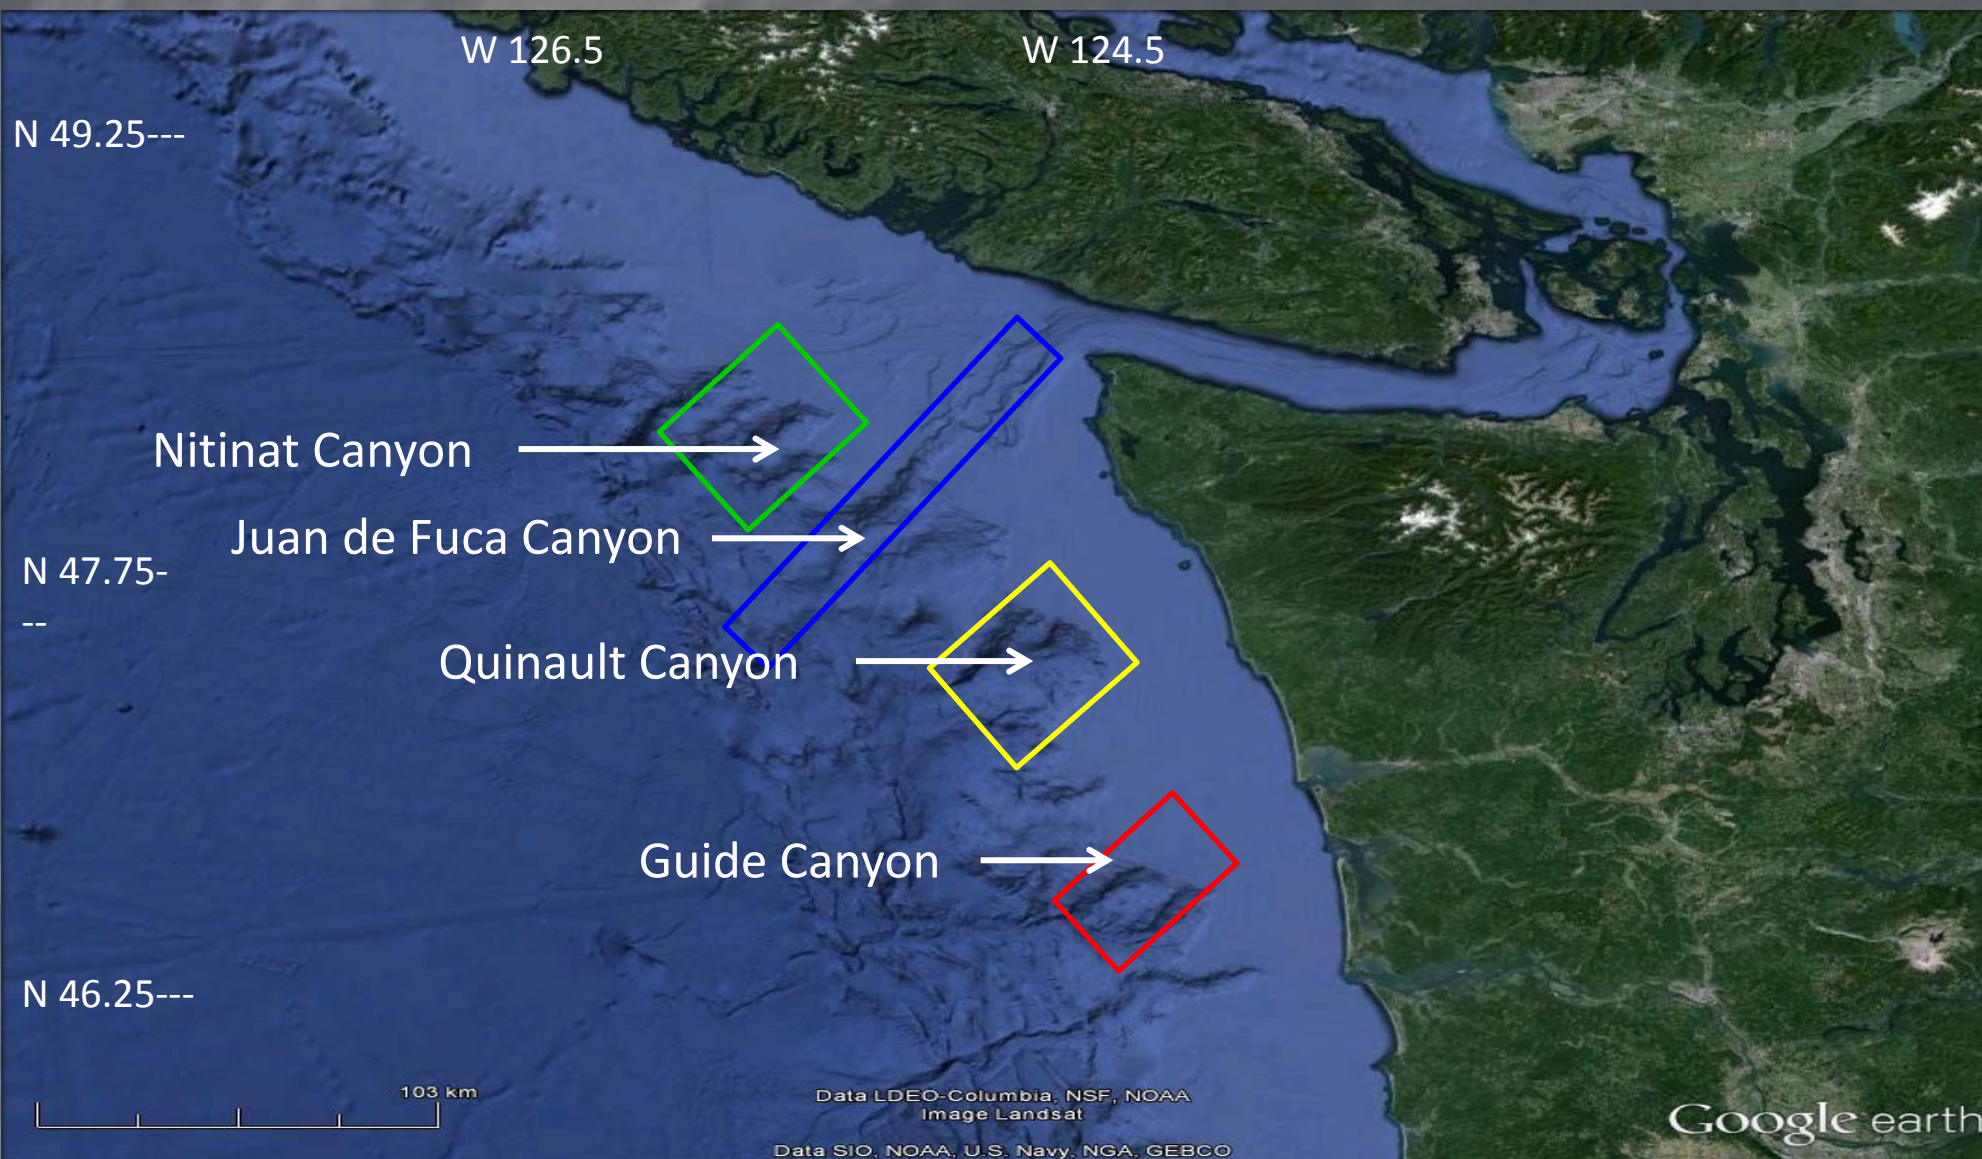 W 126.5
W 124.5
N 49.25---
Nitinat Canyon
Juan de Fuca Canyon
N 47.75-
--
Quinault Canyon
Guide Canyon
N 46.25---
103 km
Data LDEO-Columbia, NSF, NOAA
Image Landsat
Data SIO, NOAA, U.S. Navy, NGA, GEBCO
Google earth